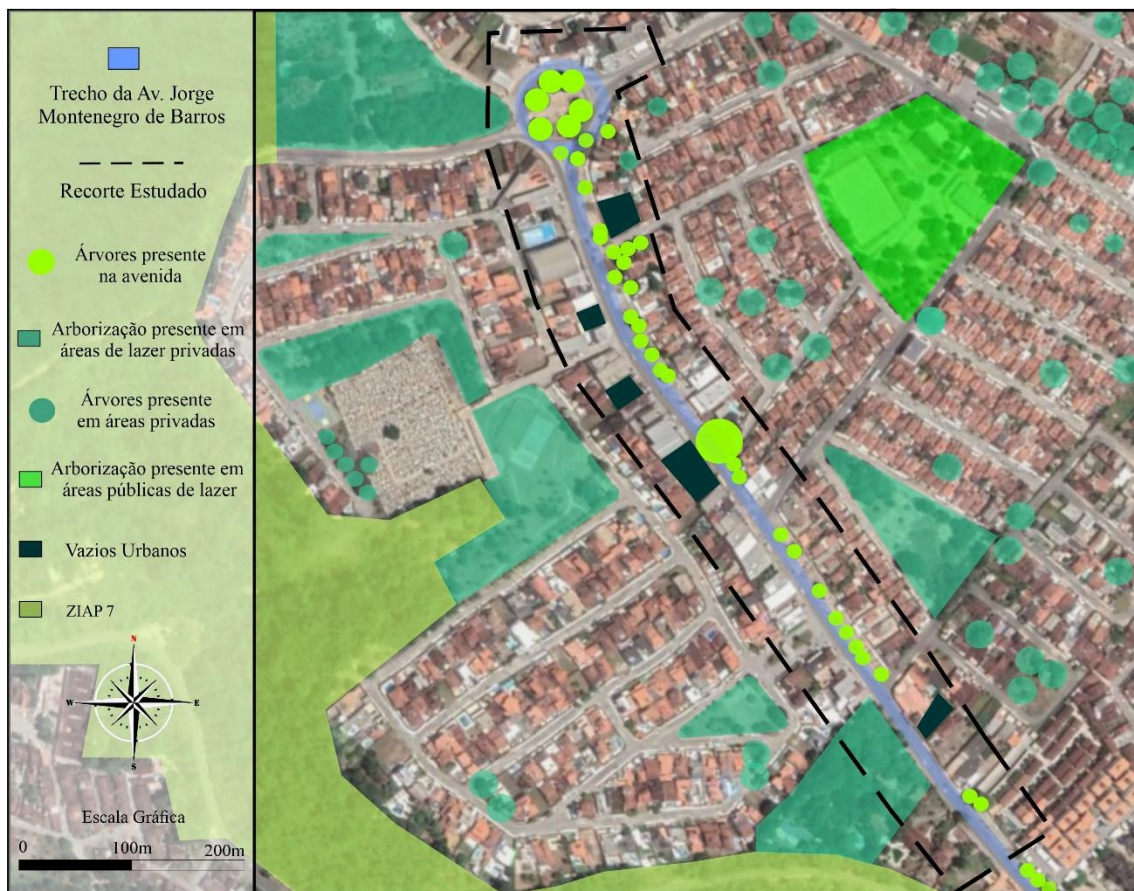 Trecho da Av. Jorge
Montenegro de Barros
Recorte Estudado
Árvores presente
na avenida
Arborização presente em
áreas de lazer privadas
Árvores presente
em áreas privadas
Arborização presente em
áreas públicas de lazer
Vazios Urbanos
ZIAP 7
N
W
E
S
Escala Gráfica
0 100m 200m